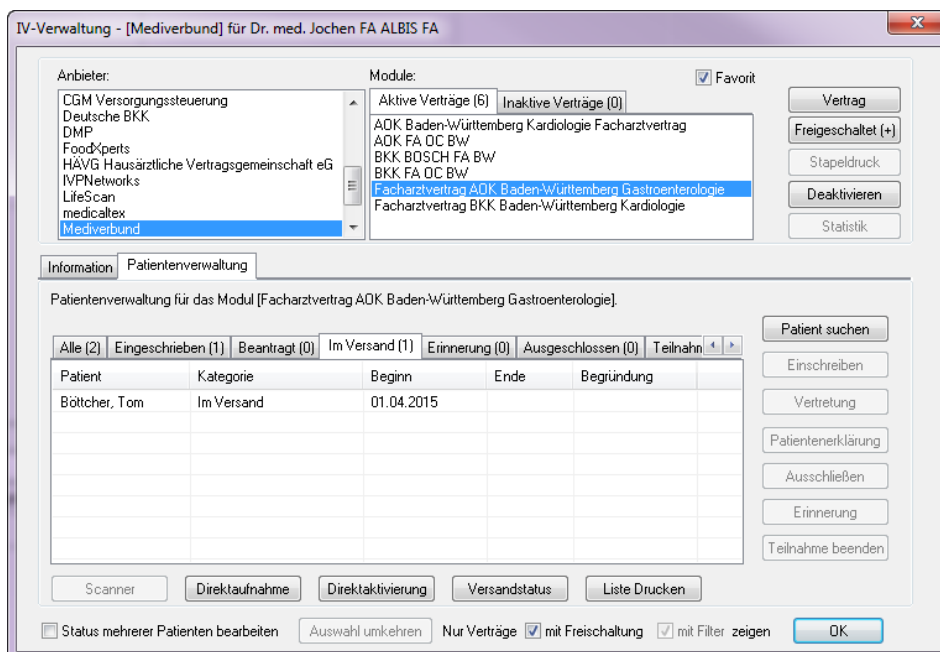 IV-Verwaltung - [Mediverbund] für Dr. med. Jochen FA ALBIS FA
Anbieter:
CGM Versorgungssteuerung
Deutsche BKK
DMP
FoodXperts
HÄVG Hausärztliche Vertragsgemeinschaft eG
IVPNetworks
LifeScan
medicaltex
Mediverbund
Module:
Favorit
Aktive Verträge (6) Inaktive Verträge (0)
AOK Baden-Württemberg Kardiologie Facharztvertrag
AOK FA OC BW
BKK BOSCH FA BW
BKK FA OC BW
Facharztvertrag AOK Baden-Württemberg Gastroenterologie
Facharztvertrag BKK Baden-Württemberg Kardiologie
Vertrag
Freigeschaltet (+)
Stapeldruck
Deaktivieren
Statistik
Information Patientenverwaltung
Patientenverwaltung für das Modul [Facharztvertrag AOK Baden-Württemberg Gastroenterologie].
Alle (2) Eingeschrieben (1) Beantragt (0) Im Versand (1) Erinnerung (0) Ausgeschlossen (0) Teilnahm
Patient Kategorie Beginn Ende Begründung
Böttcher, Tom Im Versand 01.04.2015
Patient suchen
Einschreiben
Vertretung
Patientenerklärung
Ausschließen
Erinnerung
Teilnahme beenden
Scanner Direktaufnahme Direktaktivierung Versandstatus Liste Drucken
Status mehrerer Patienten bearbeiten Auswahl umkehren Nur Verträge mit Freischaltung mit Filter zeigen OK